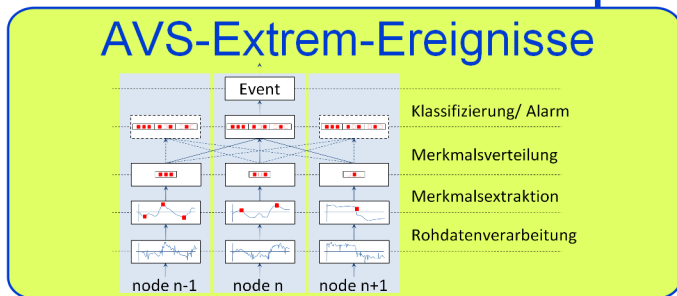 AVS-Extrem-Ereignisse
Event
Klassifizierung/ Alarm
Merkmalsverteilung
Merkmalsextraktion
Rohdatenverarbeitung
node n-1
node n
node n+1